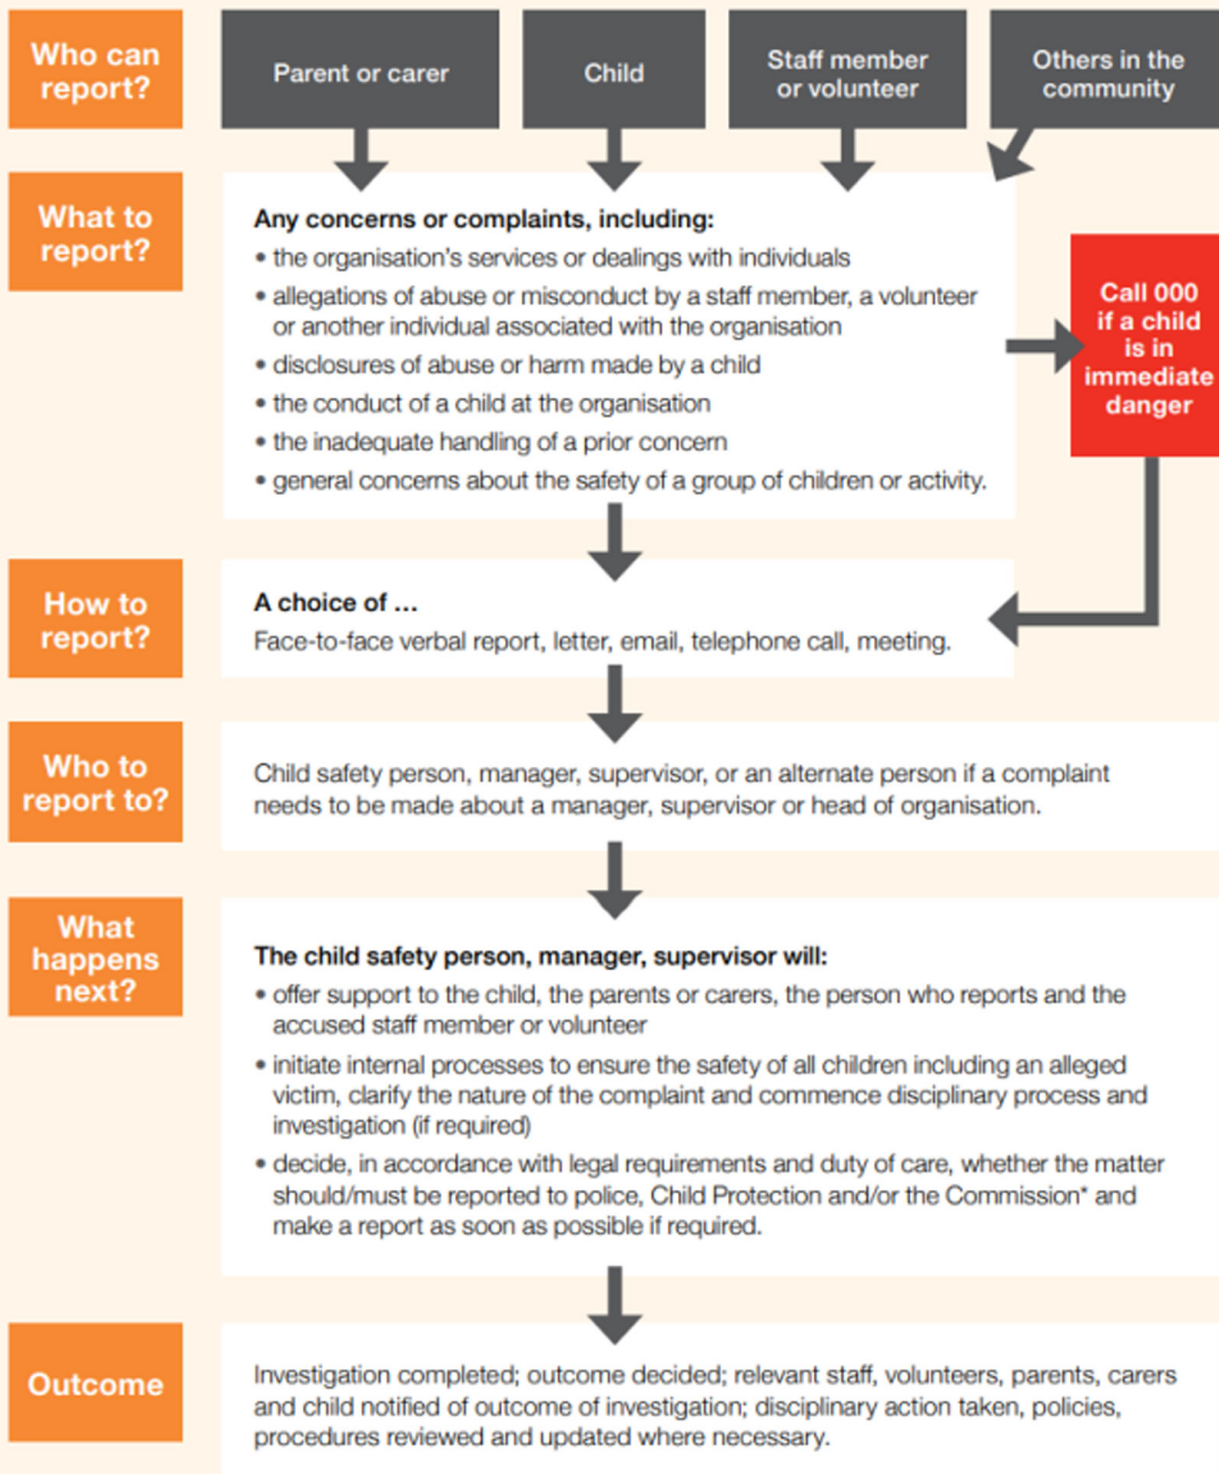 Who can
report?
Parent or carer
Child
Staff member
or volunteer
Others in the
community
What to
report?
Any concerns or complaints, including:
• the organisation’s services or dealings with individuals
• allegations of abuse or misconduct by a staff member, a volunteer
or another individual associated with the organisation
• disclosures of abuse or harm made by a child
• the conduct of a child at the organisation
• the inadequate handling of a prior concern
• general concerns about the safety of a group of children or activity.
Call 000
if a child
is in
immediate
danger
How to
report?
A choice of ...
Face-to-face verbal report, letter, email, telephone call, meeting.
Who to
report to?
Child safety person, manager, supervisor, or an alternate person if a complaint
needs to be made about a manager, supervisor or head of organisation.
What
happens
next?
The child safety person, manager, supervisor will:
• offer support to the child, the parents or carers, the person who reports and the
accused staff member or volunteer
• initiate internal processes to ensure the safety of all children including an alleged
victim, clarify the nature of the complaint and commence disciplinary process and
investigation (if required)
• decide, in accordance with legal requirements and duty of care, whether the matter
should/must be reported to police, Child Protection and/or the Commission* and
make a report as soon as possible if required.
Outcome
Investigation completed; outcome decided; relevant staff, volunteers, parents, carers
and child notified of outcome of investigation; disciplinary action taken, policies,
procedures reviewed and updated where necessary.